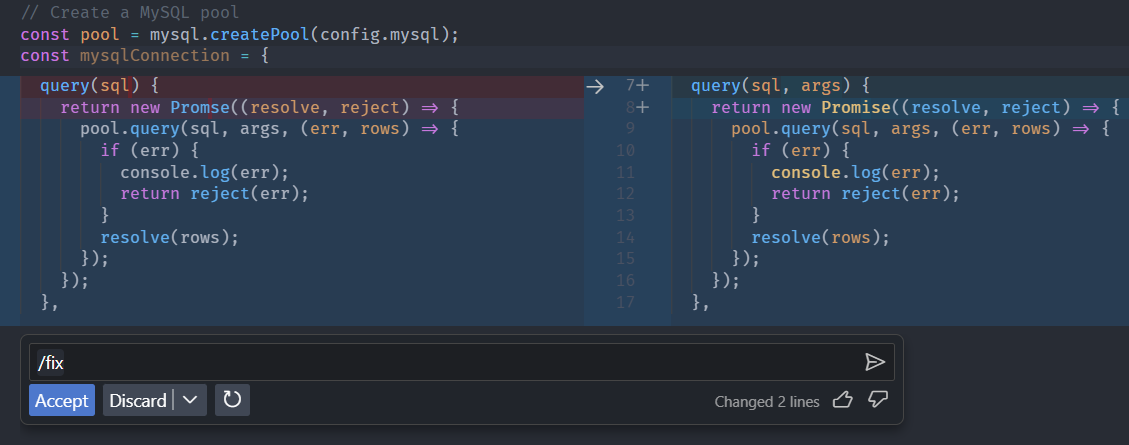 // Create a MySQL pool
const pool = mysql.createPool(config.mysql);
const mysqlConnection = {
query(sql) {
return new Promse((resolve, reject) => {
pool.query(sql, args, (err, rows) => {
if (err) {
console.log(err);
return reject(err);
}
resolve(rows);
});
});
},
→ 7+ query(sql, args) {
8+ return new Promise((resolve, reject) => {
9 pool.query(sql, args, (err, rows) => {
10 if (err) {
11 console.log(err);
12 return reject(err);
13 }
14 resolve(rows);
15 });
16 });
17 },
/fix
Accept Discard Changed 2 lines